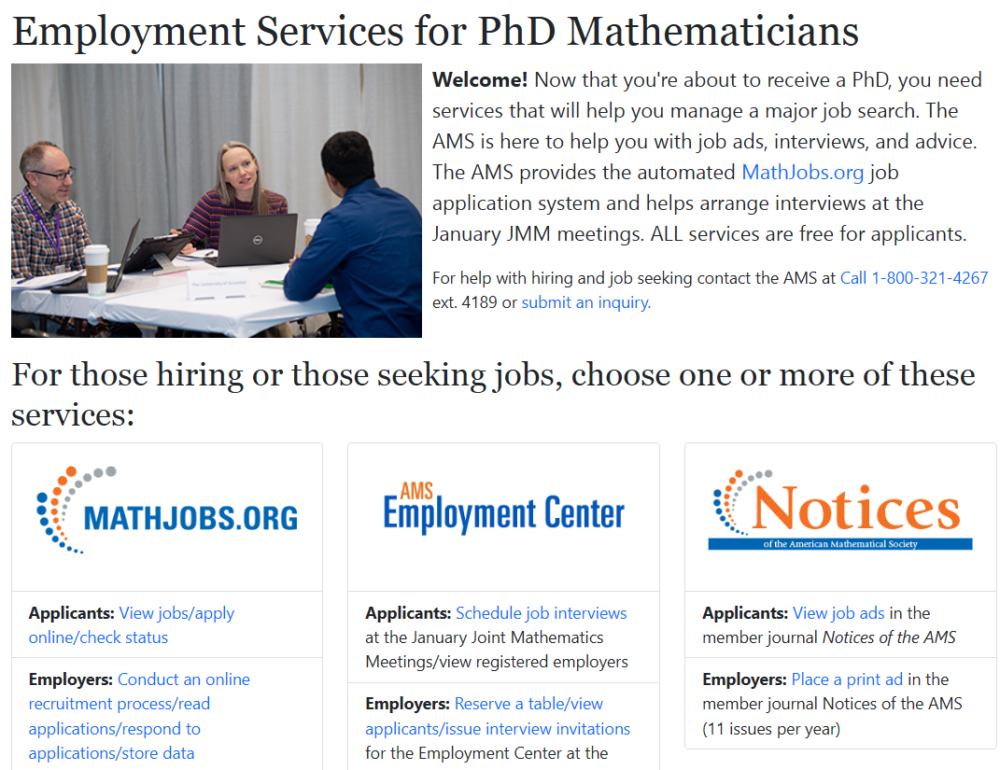 Employment Services for PhD Mathematicians
Welcome! Now that you're about to receive a PhD, you need
services that will help you manage a major job search. The
AMS is here to help you with job ads, interviews, and advice.
The AMS provides the automated MathJobs.org job
application system and helps arrange interviews at the
January JMM meetings. ALL services are free for applicants.
For help with hiring and job seeking contact the AMS at Call 1-800-321-4267
ext. 4189 or submit an inquiry.
DELL
For those hiring or those seeking jobs, choose one or more of these
services:
MATHJOBS.ORG
Applicants: View jobs/apply
online/check status
Employers: Conduct an online
recruitment process/read
applications/respond to
applications/store data
AMS
Employment Center
Applicants: Schedule job interviews
at the January Joint Mathematics
Meetings/view registered employers
Employers: Reserve a table/view
applicants/issue interview invitations
for the Employment Center at the
Notices
of the American Mathematical Society
Applicants: View job ads in the
member journal Notices of the AMS
Employers: Place a print ad in the
member journal Notices of the AMS
(11 issues per year)